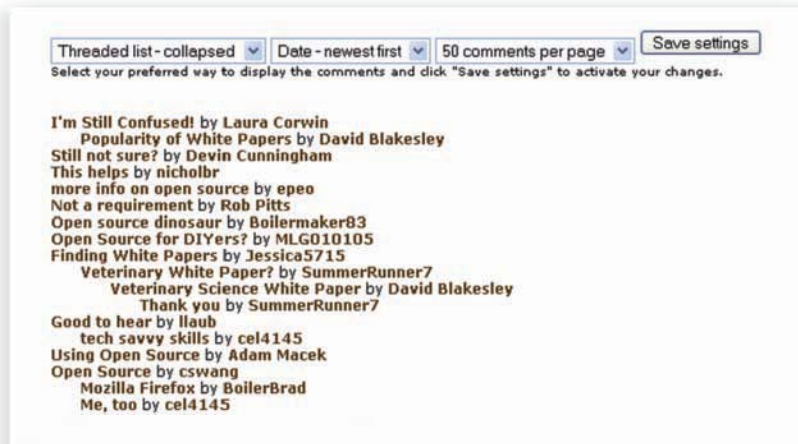 Threaded list - collapsed Date - newest first 50 comments per page Save settings
Select your preferred way to display the comments and click "Save settings" to activate your changes.
I'm Still Confused! by Laura Corwin
Popularity of White Papers by David Blakesley
Still not sure? by Devin Cunningham
This helps by nicholbr
more info on open source by epeo
Not a requirement by Rob Pitts
Open source dinosaur by Boilermaker83
Open Source for DIYers? by MLG010105
Finding White Papers by Jessica5715
Veterinary White Paper? by SummerRunner7
Veterinary Science White Paper by David Blakesley
Thank you by SummerRunner7
Good to hear by llaub
tech savvy skills by cel4145
Using Open Source by Adam Macek
Open Source by cswang
Mozilla Firefox by BoilerBrad
Me, too by cel4145